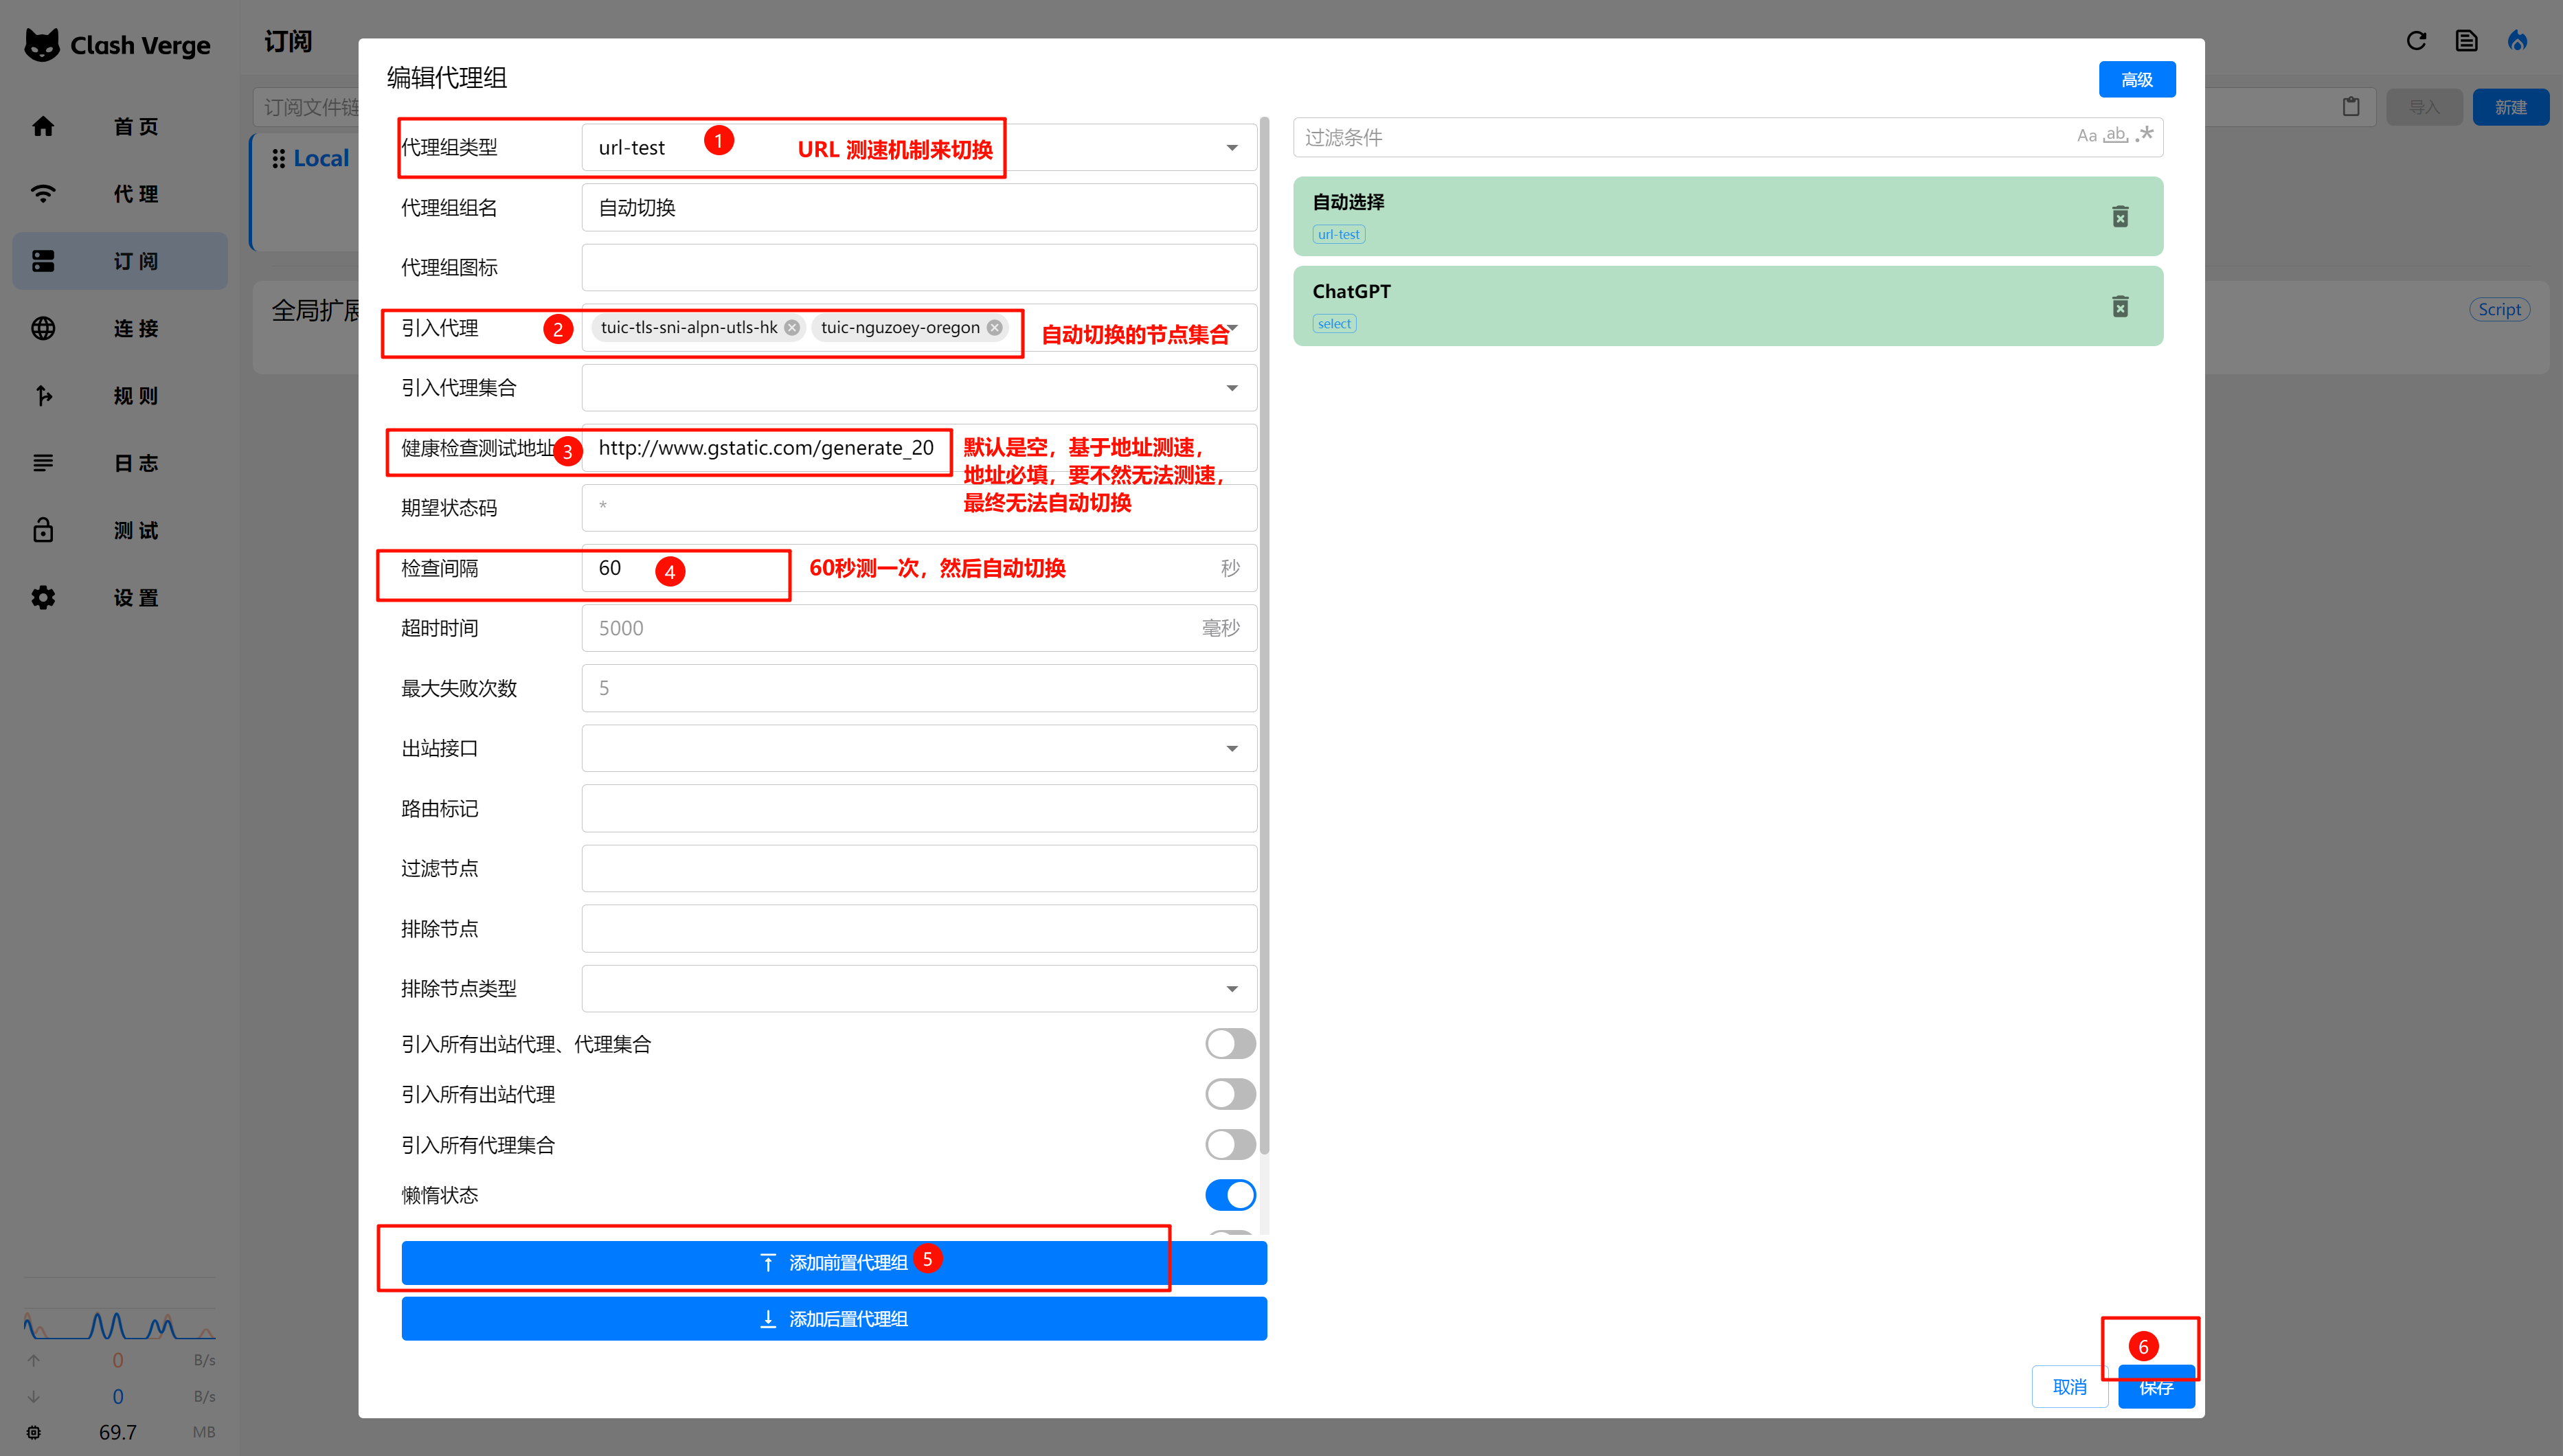 Clash Verge
首 页
代 理
订 阅
连 接
规 则
日 志
测 试
设 置
0 B/s
0 B/s
69.7 MB
订阅
订阅文件链
导入
新建
Local
全局扩展
Script
编辑代理组
高级
代理组类型
url-test
1
URL 测速机制来切换
代理组组名
自动切换
代理组图标
引入代理
2
tuic-tls-sni-alpn-utls-hk
tuic-nguzoey-oregon
自动切换的节点集合
引入代理集合
健康检查测试地址
3
http://www.gstatic.com/generate_20
默认是空，基于地址测速，
地址必填，要不然无法测速，
最终无法自动切换
期望状态码
*
检查间隔
60
4
60秒测一次，然后自动切换
秒
超时时间
5000
毫秒
最大失败次数
5
出站接口
路由标记
过滤节点
排除节点
排除节点类型
引入所有出站代理、代理集合
引入所有出站代理
引入所有代理集合
懒惰状态
添加前置代理组
5
添加后置代理组
过滤条件
Aa ab .*
自动选择
url-test
ChatGPT
select
6
取消
保存